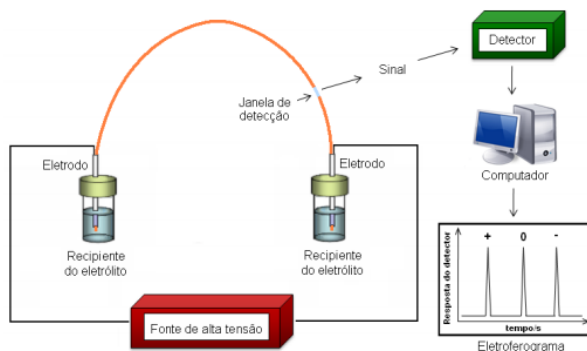 Detector
Sinal
Janela de
detecção
Eletrodo
Eletrodo
Computador
Recipiente
do eletrólito
Recipiente
do eletrólito
Fonte de alta tensão
Resposta do detector
+ 0 -
tempo/s
Eletroferograma